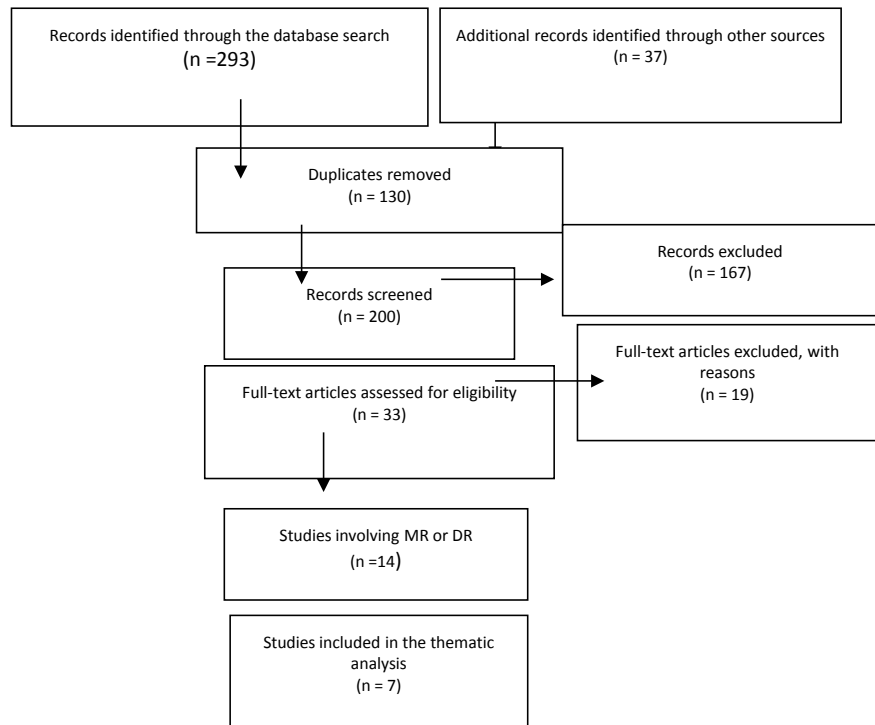 Records identified through the database search
(n =293)
Additional records identified through other sources
(n = 37)
Duplicates removed
(n = 130)
Records excluded
(n = 167)
Records screened
(n = 200)
Full-text articles excluded, with
reasons
(n = 19)
Full-text articles assessed for eligibility
(n = 33)
Studies involving MR or DR
(n =14)
Studies included in the thematic
analysis
(n = 7)